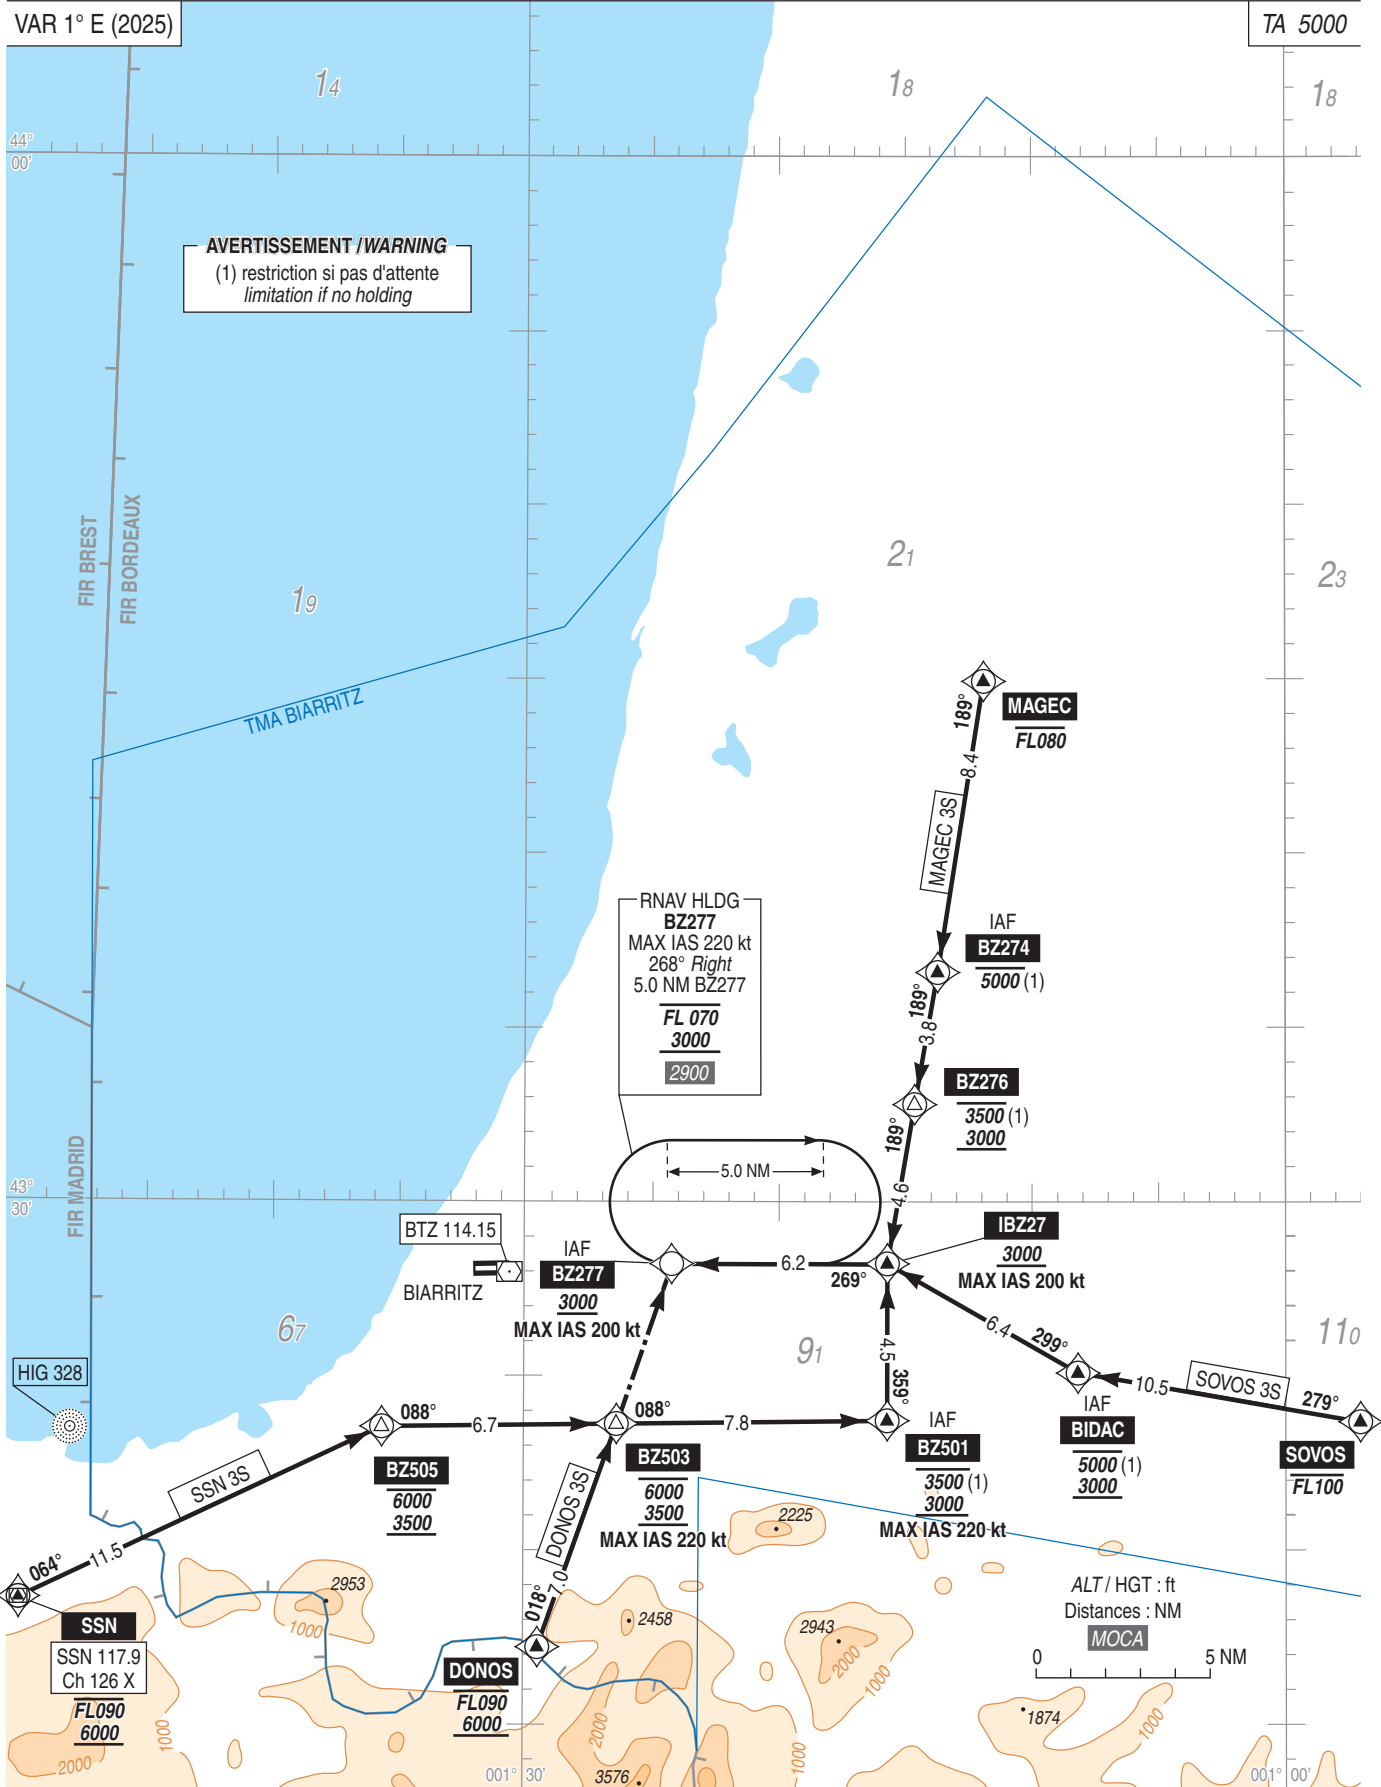 VAR 1° E (2025)
TA 5000
14
18
18
44°
00'
AVERTISSEMENT / WARNING
(1) restriction si pas d'attente
limitation if no holding
FIR BREST
FIR BORDEAUX
19
21
23
TMA BIARRITZ
189°
MAGEC
FL080
8.4
MAGEC 3S
RNAV HLDG
BZ277
MAX IAS 220 kt
268° Right
5.0 NM BZ277
FL 070
3000
2900
IAF
BZ274
5000 (1)
189°
3.8
BZ276
3500 (1)
3000
189°
4.6
5.0 NM
43°
30'
FIR MADRID
BTZ 114.15
BIARRITZ
IAF
BZ277
3000
MAX IAS 200 kt
6.2
269°
IBZ27
3000
MAX IAS 200 kt
67
91
110
6.4
299°
4.5
359°
10.5
SOVOS 3S
279°
HIG 328
088°
6.7
088°
7.8
IAF
BZ501
3500 (1)
3000
MAX IAS 220 kt
IAF
BIDAC
5000 (1)
3000
SOVOS
FL100
BZ505
6000
3500
BZ503
6000
3500
MAX IAS 220 kt
SSN 3S
DONOS 3S
064°
11.5
018°
7.0
2225
2953
1000
2458
2943
2000
1000
ALT / HGT : ft
Distances : NM
MOCA
0
5 NM
SSN
SSN 117.9
Ch 126 X
FL090
6000
DONOS
FL090
6000
2000
1000
2000
3576
1000
1874
1000
001° 30'
001° 00'